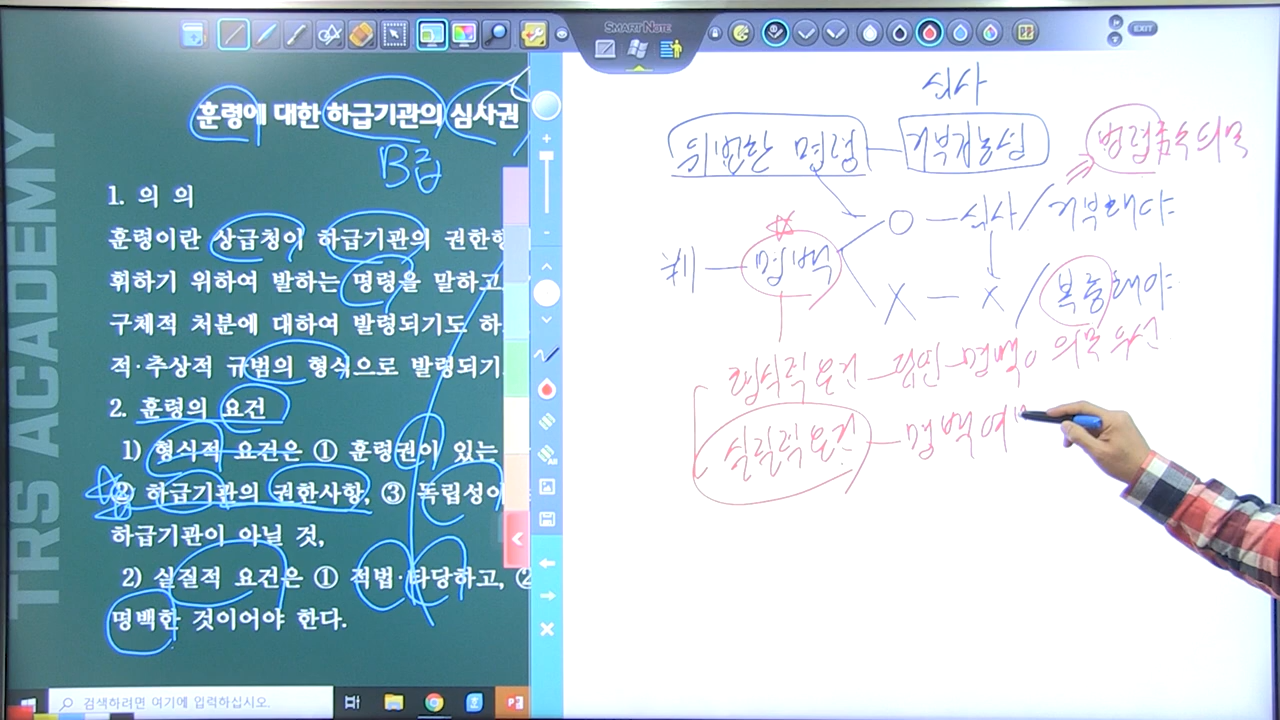 SMART NOTE
EXIT
TRS ACADEMY
훈령에 대한 하급기관의 심사권
B급
1. 의 의
훈령이란 상급청이 하급기관의 권한행
휘하기 위하여 발하는 명령을 말하고
구체적 처분에 대하여 발령되기도 하
적·추상적 규범의 형식으로 발령되기
2. 훈령의 요건
1) 형식적 요건은 ① 훈령권이 있는
② 하급기관의 권한사항, ③ 독립성이
하급기관이 아닐 것,
2) 실질적 요건은 ① 적법·타당하고, ②
명백한 것이어야 한다.
검색하려면 여기에 입력하십시오.
심사
위법한 명령 거부가능성
법령준수의무
○ 심사 / 거부해야
명백
X X / 복종해야
형식적 요건 명백 의무 위반
실질적 요건 명백 여